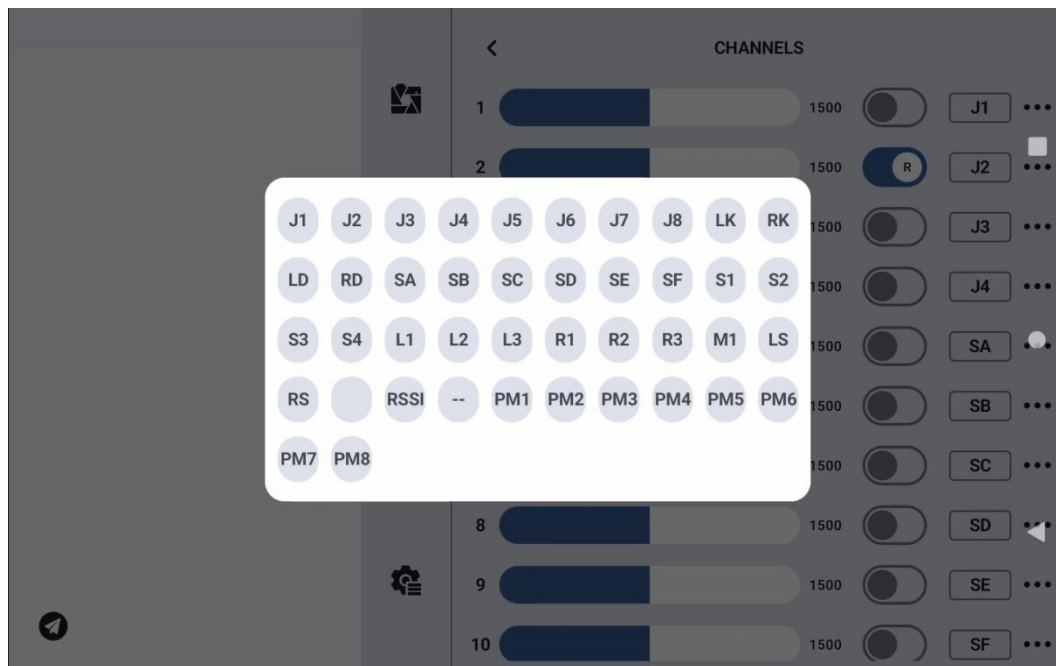 CHANNELS
1 1500 J1
2 1500 R J2
J1 J2 J3 J4 J5 J6 J7 J8 LK RK
1500 J3
LD RD SA SB SC SD SE SF S1 S2
1500 J4
S3 S4 L1 L2 L3 R1 R2 R3 M1 LS
1500 SA
RS RSSI -- PM1 PM2 PM3 PM4 PM5 PM6
1500 SB
PM7 PM8
1500 SC
8 1500 SD
9 1500 SE
10 1500 SF